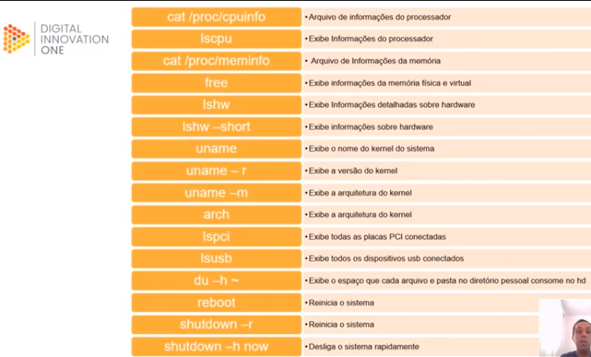 DIGITAL
INNOVATION
ONE
cat /proc/cpuinfo •Arquivo de informações do processador
lscpu •Exibe Informações do processador
cat /proc/meminfo • Arquivo de Informações da memória
free •Exibe informações da memória física e virtual
lshw •Exibe Informações detalhadas sobre hardware
lshw –short •Exibe informações sobre hardware
uname •Exibe o nome do kernel do sistema
uname – r •Exibe a versão do kernel
uname –m •Exibe a arquitetura do kernel
arch •Exibe a arquitetura do kernel
lspci •Exibe todas as placas PCI conectadas
lsusb •Exibe todos os dispositivos usb conectados
du –h ~ •Exibe o espaço que cada arquivo e pasta no diretório pessoal consome no hd
reboot •Reinicia o sistema
shutdown –r •Reinicia o sistema
shutdown –h now •Desliga o sistema rapidamente